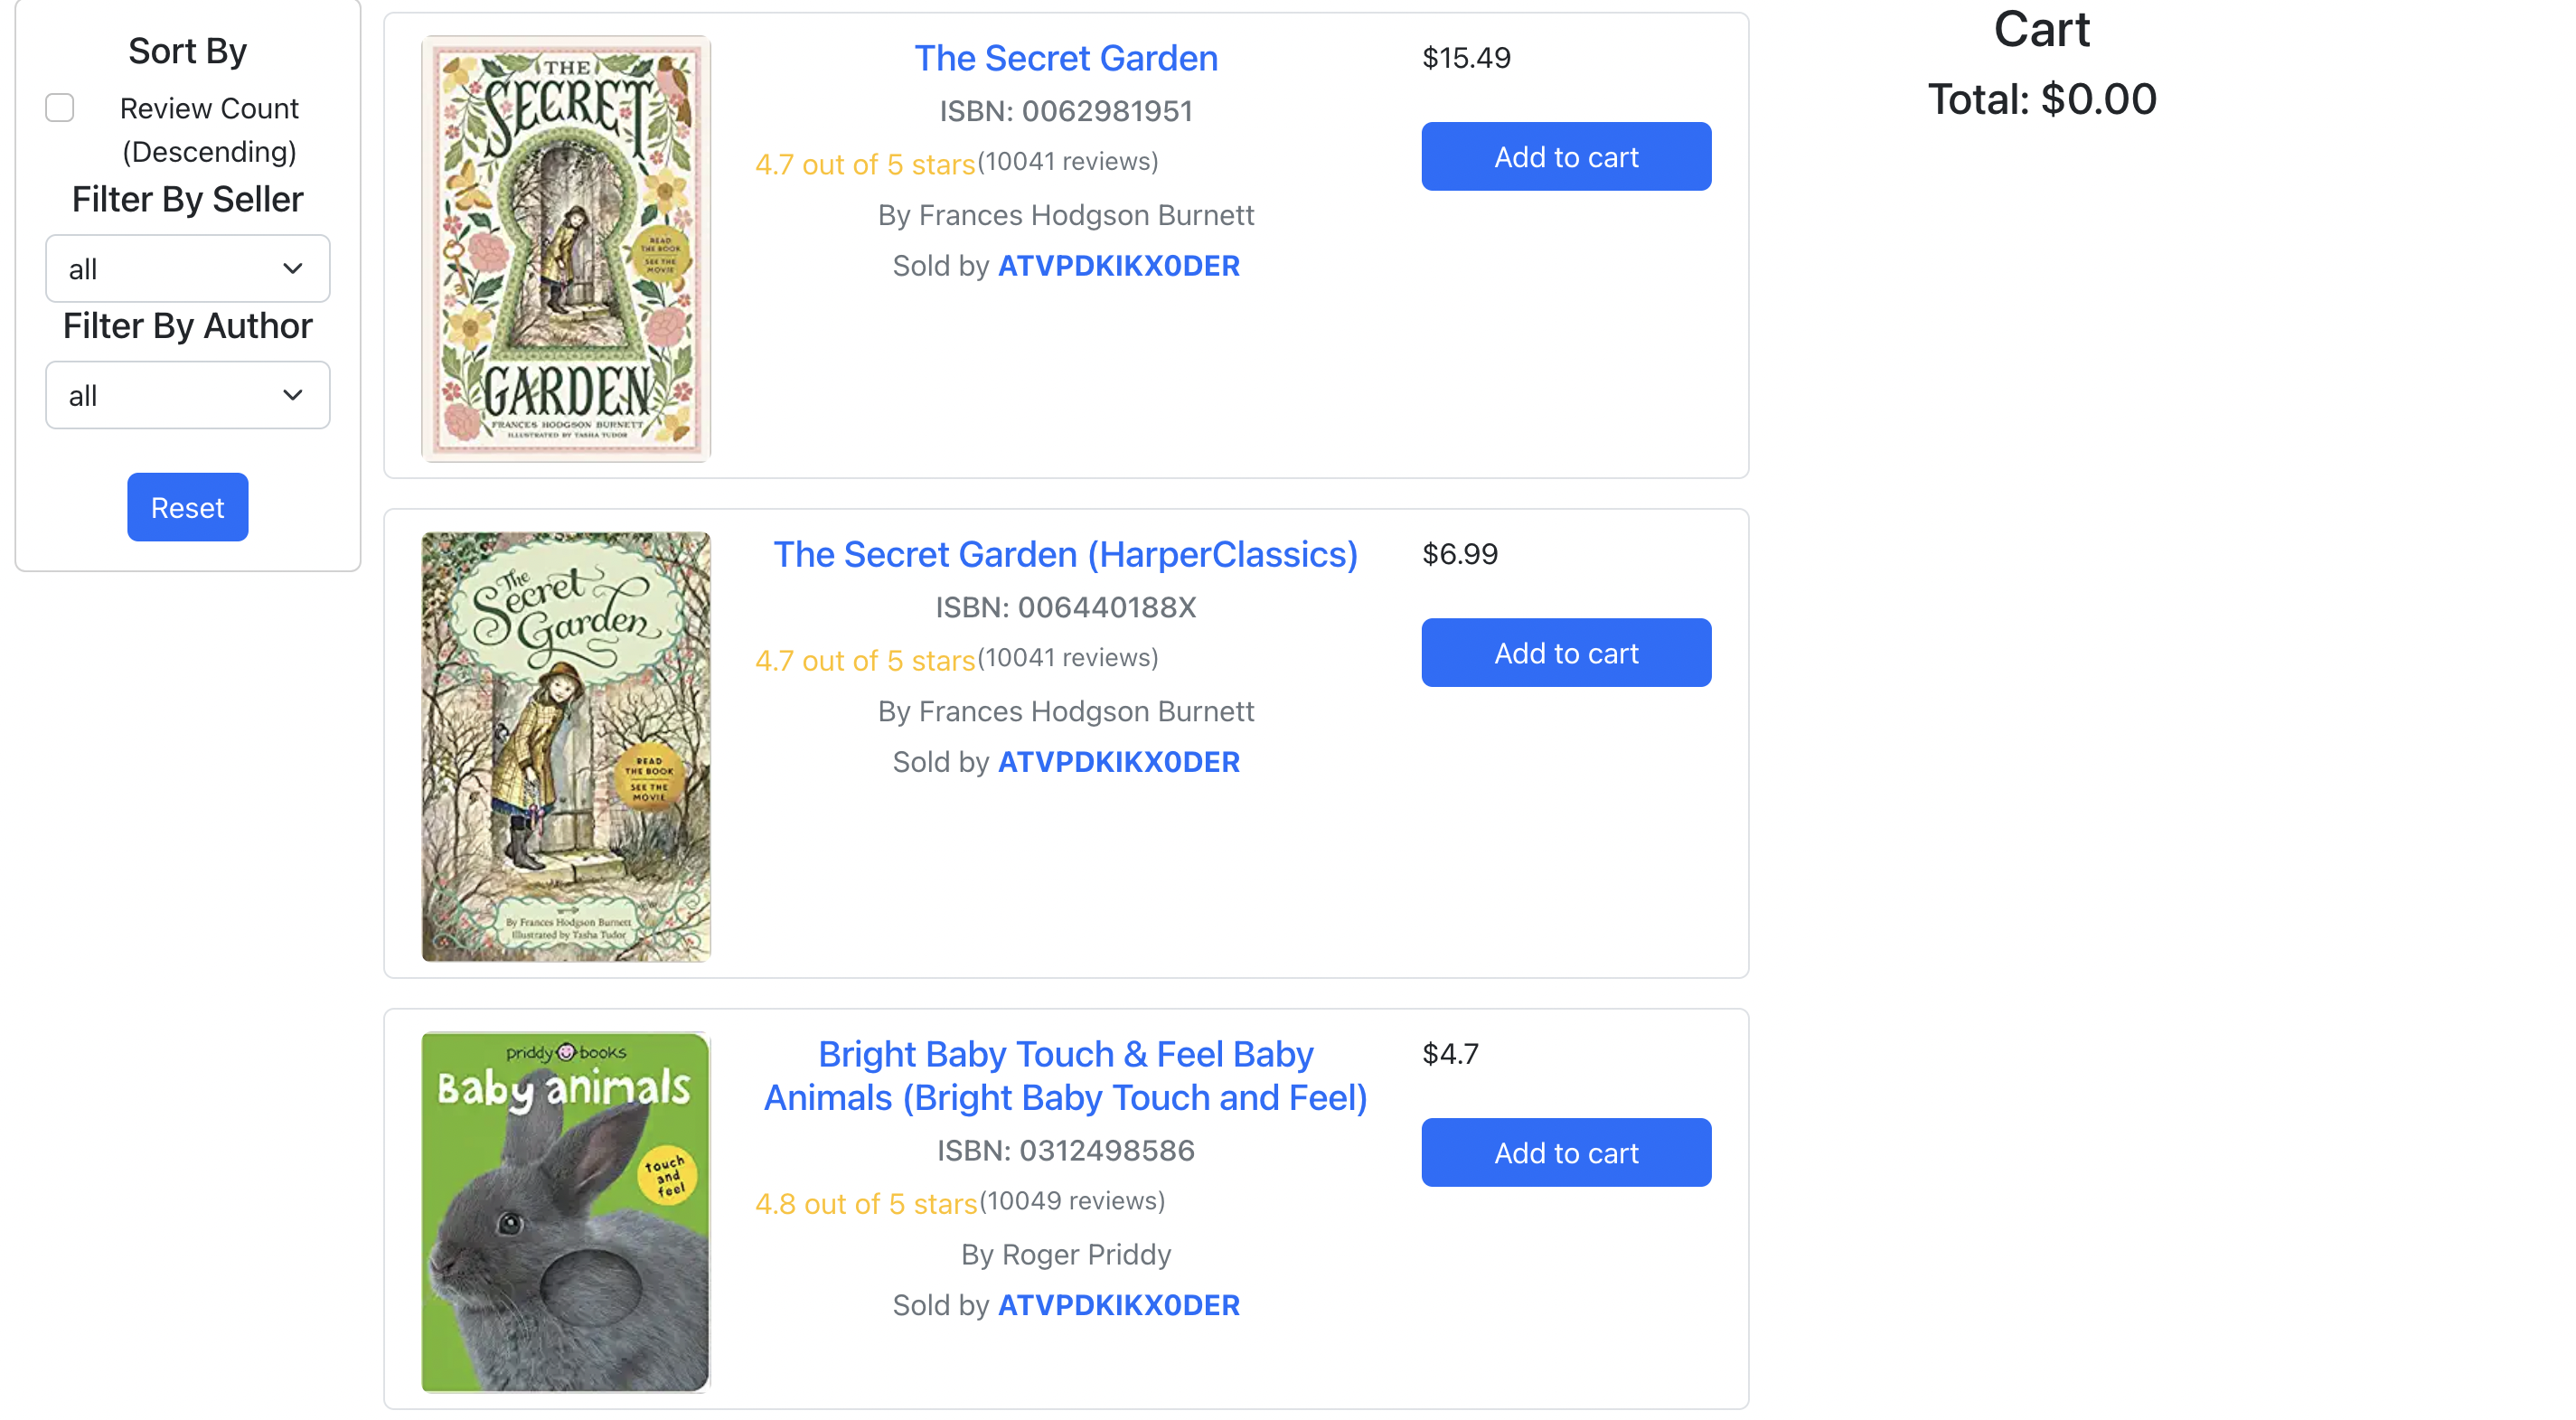 Sort By
Review Count
(Descending)
Filter By Seller
all
Filter By Author
all
Reset
THE
SECRET
READ
THE BOOK
SEE THE
MOVIE
GARDEN
FRANCES HODGSON BURNETT
ILLUSTRATED BY TASHA TUDOR
The Secret Garden
ISBN: 0062981951
4.7 out of 5 stars(10041 reviews)
By Frances Hodgson Burnett
Sold by ATVPDKIKX0DER
$15.49
Add to cart
The
Secret
Garden
READ
THE BOOK
SEE THE
MOVIE
By Frances Hodgson Burnett
Illustrated by Tasha Tudor
The Secret Garden (HarperClassics)
ISBN: 006440188X
4.7 out of 5 stars(10041 reviews)
By Frances Hodgson Burnett
Sold by ATVPDKIKX0DER
$6.99
Add to cart
priddy books
Baby animals
touch
and
feel
Bright Baby Touch & Feel Baby
Animals (Bright Baby Touch and Feel)
ISBN: 0312498586
4.8 out of 5 stars(10049 reviews)
By Roger Priddy
Sold by ATVPDKIKX0DER
$4.7
Add to cart
Cart
Total: $0.00